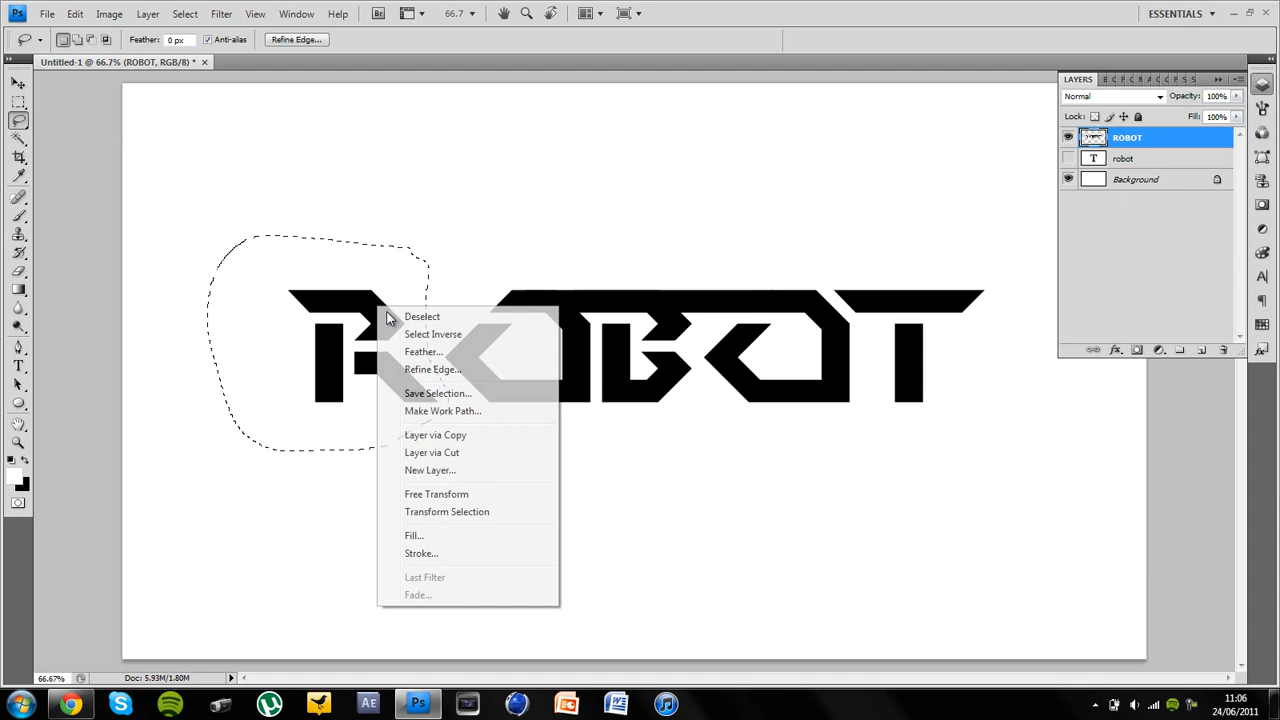 Ps File Edit Image Layer Select Filter View Window Help Br 66.7 ESSENTIALS
Feather: 0 px Anti-alias Refine Edge...
Untitled-1 @ 66.7% (ROBOT, RGB/8) *
LAYERS
Normal Opacity: 100%
Lock: Fill: 100%
ROBOT
T robot
Background
ROBOT
Deselect
Select Inverse
Feather...
Refine Edge...
Save Selection...
Make Work Path...
Layer via Copy
Layer via Cut
New Layer...
Free Transform
Transform Selection
Fill...
Stroke...
Last Filter
Fade...
66.67% Doc: 5.93M/1.80M
Ae Ps
11:06
24/06/2011